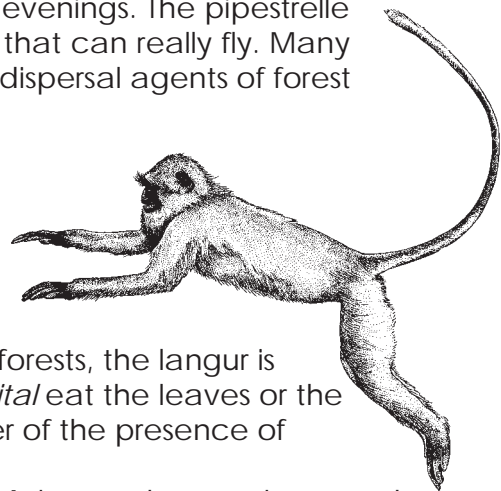 evenings. The pipestrelle
that can really fly. Many
dispersal agents of forest
forests, the langur is
ital eat the leaves or the
er of the presence of